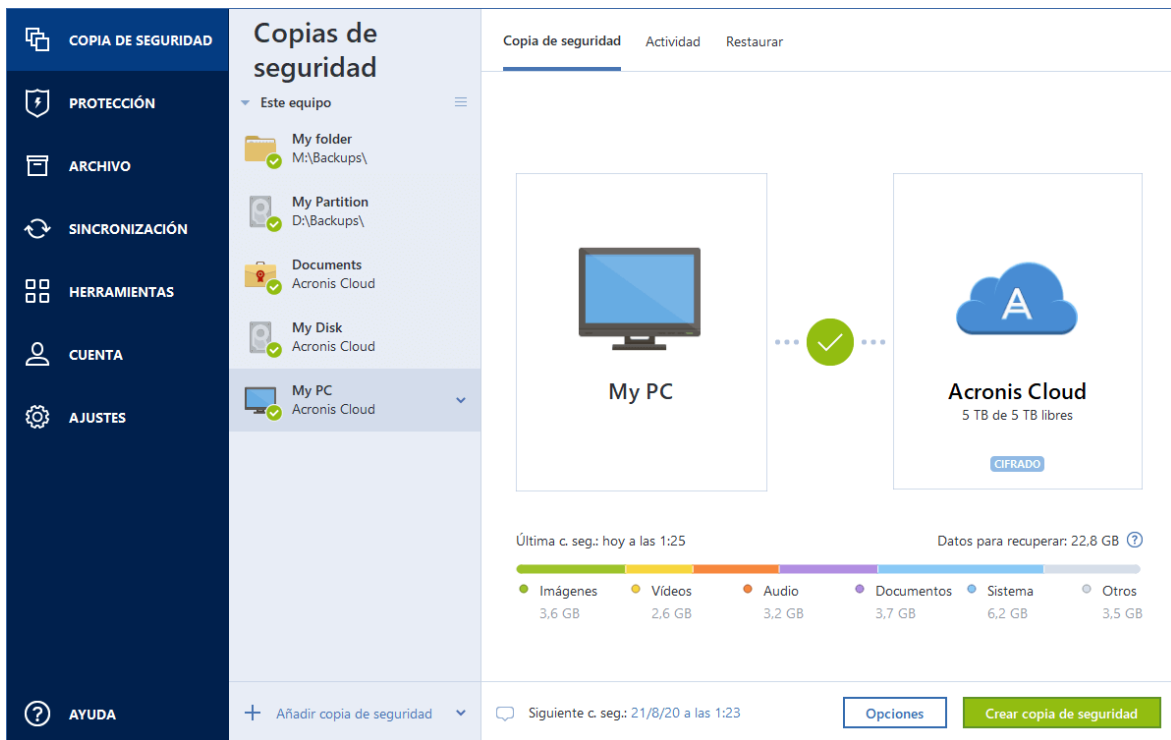 COPIA DE SEGURIDAD
PROTECCIÓN
ARCHIVO
SINCRONIZACIÓN
HERRAMIENTAS
CUENTA
AJUSTES
AYUDA
Copias de
seguridad
Este equipo
My folder
M:\Backups\
My Partition
D:\Backups\
Documents
Acronis Cloud
My Disk
Acronis Cloud
My PC
Acronis Cloud
Añadir copia de seguridad
Copia de seguridad Actividad Restaurar
My PC
A
Acronis Cloud
5 TB de 5 TB libres
CIFRADO
Última c. seg.: hoy a las 1:25 Datos para recuperar: 22,8 GB ?
Imágenes Vídeos Audio Documentos Sistema Otros
3,6 GB 2,6 GB 3,2 GB 3,7 GB 6,2 GB 3,5 GB
Siguiente c. seg.: 21/8/20 a las 1:23 Opciones Crear copia de seguridad